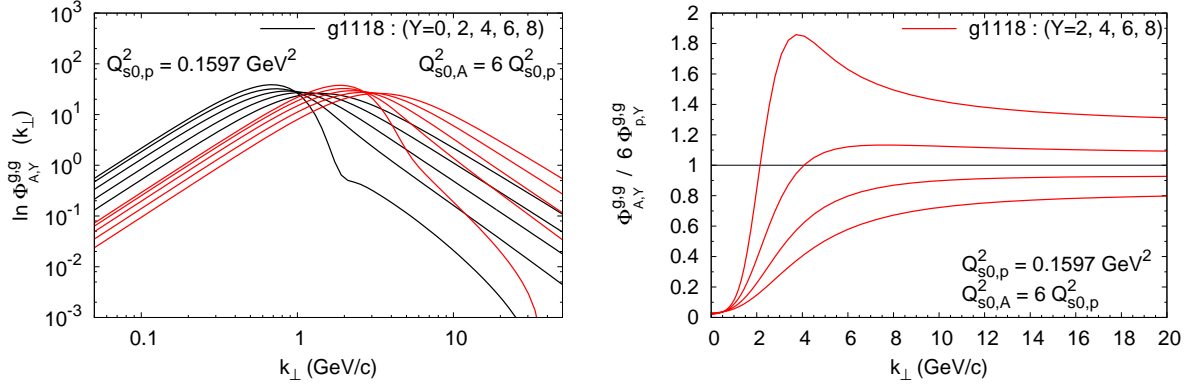 10³
g1118 : (Y=0, 2, 4, 6, 8)
10²
Q²s0,p = 0.1597 GeV²
Q²s0,A = 6 Q²s0,p
10¹
10⁰
10⁻¹
10⁻²
10⁻³
ln Φ^g,g_A,Y (k⊥)
0.1
1
10
k⊥ (GeV/c)
2
g1118 : (Y=2, 4, 6, 8)
1.8
1.6
1.4
1.2
1
0.8
0.6
0.4
0.2
0
Φ^g,g_A,Y / 6 Φ^g,g_p,Y
Q²s0,p = 0.1597 GeV²
Q²s0,A = 6 Q²s0,p
0 2 4 6 8 10 12 14 16 18 20
k⊥ (GeV/c)